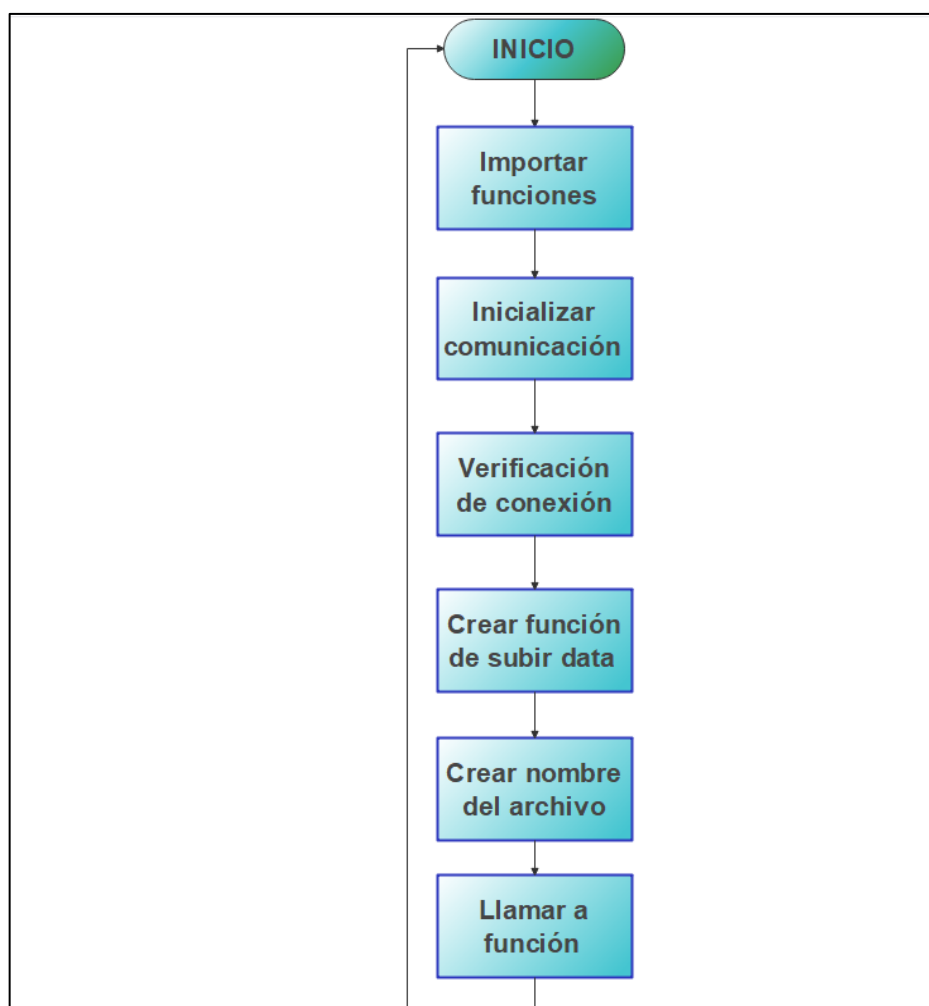 INICIO
Importar
funciones
Inicializar
comunicación
Verificación
de conexión
Crear función
de subir data
Crear nombre
del archivo
Llamar a
función